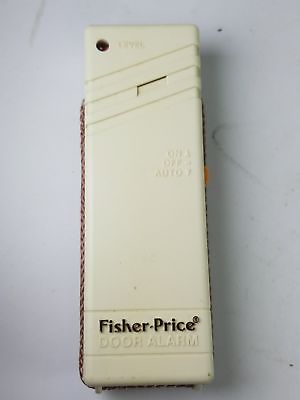 ON
OFF
AUTO
Fisher-Price®
DOOR ALARM